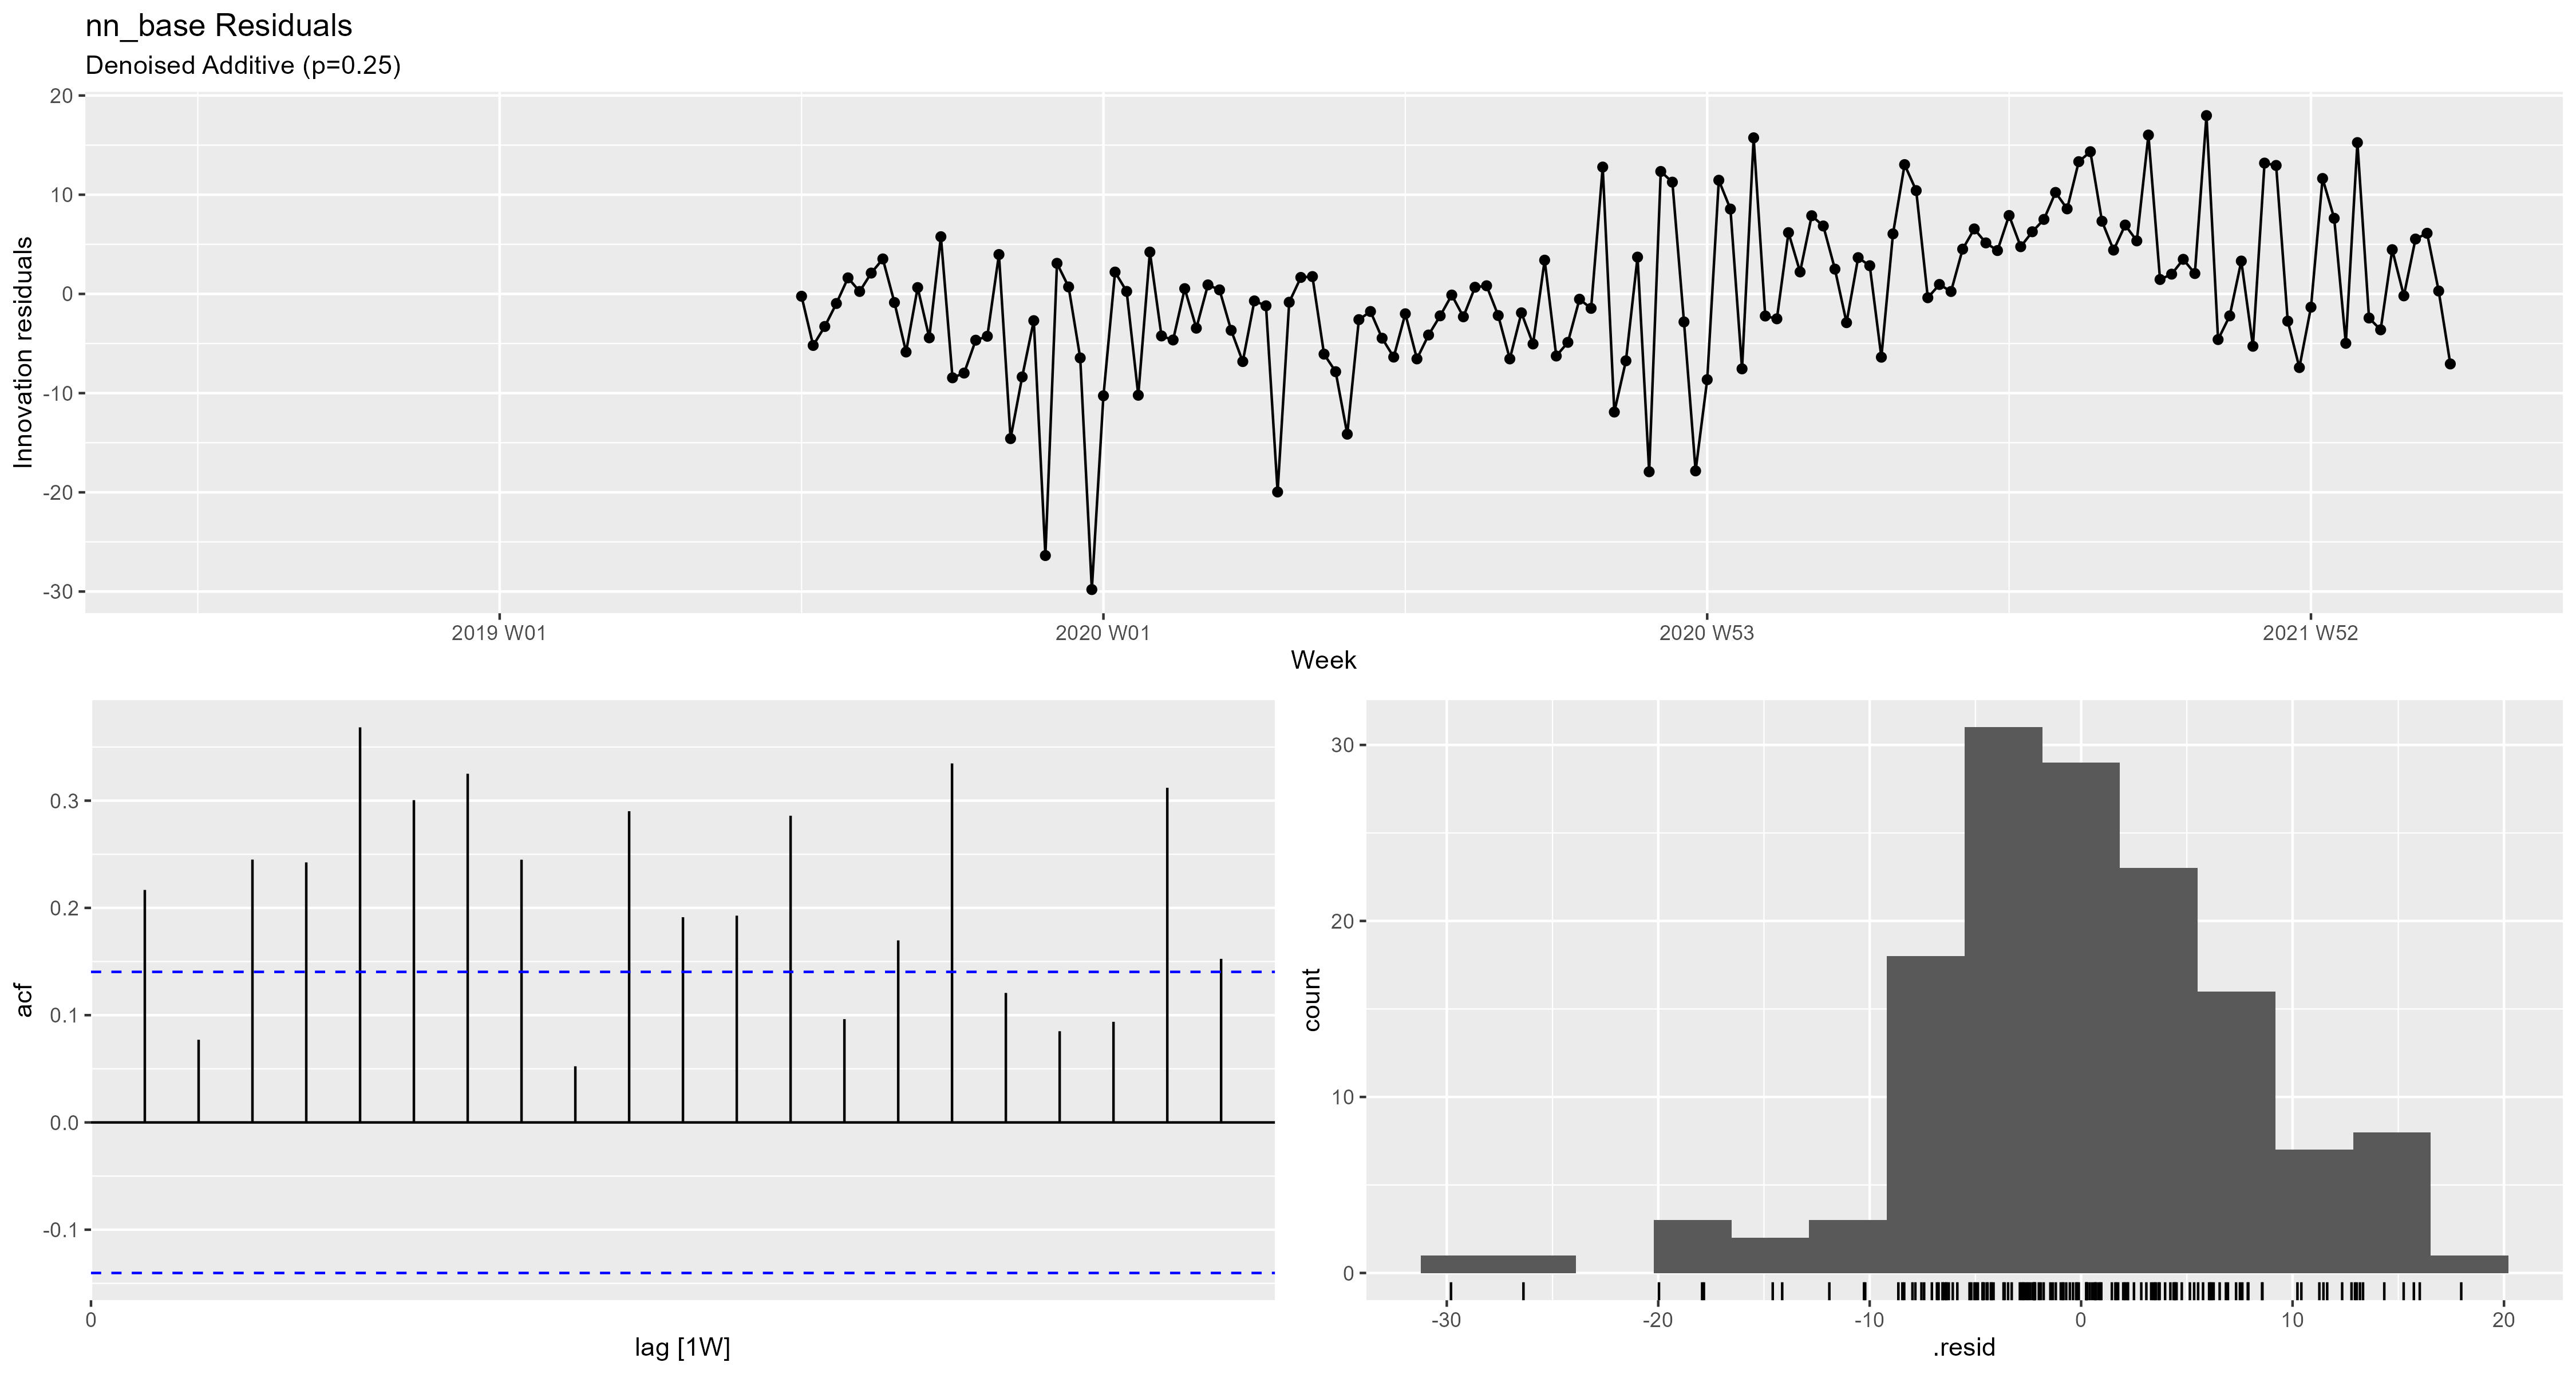 nn_base Residuals
Denoised Additive (p=0.25)
20
10
0
-10
-20
-30
Innovation residuals
2019 W01
2020 W01
2020 W53
2021 W52
Week
0.3
0.2
0.1
0.0
-0.1
acf
0
lag [1W]
30
20
10
0
count
-30
-20
-10
0
10
20
.resid